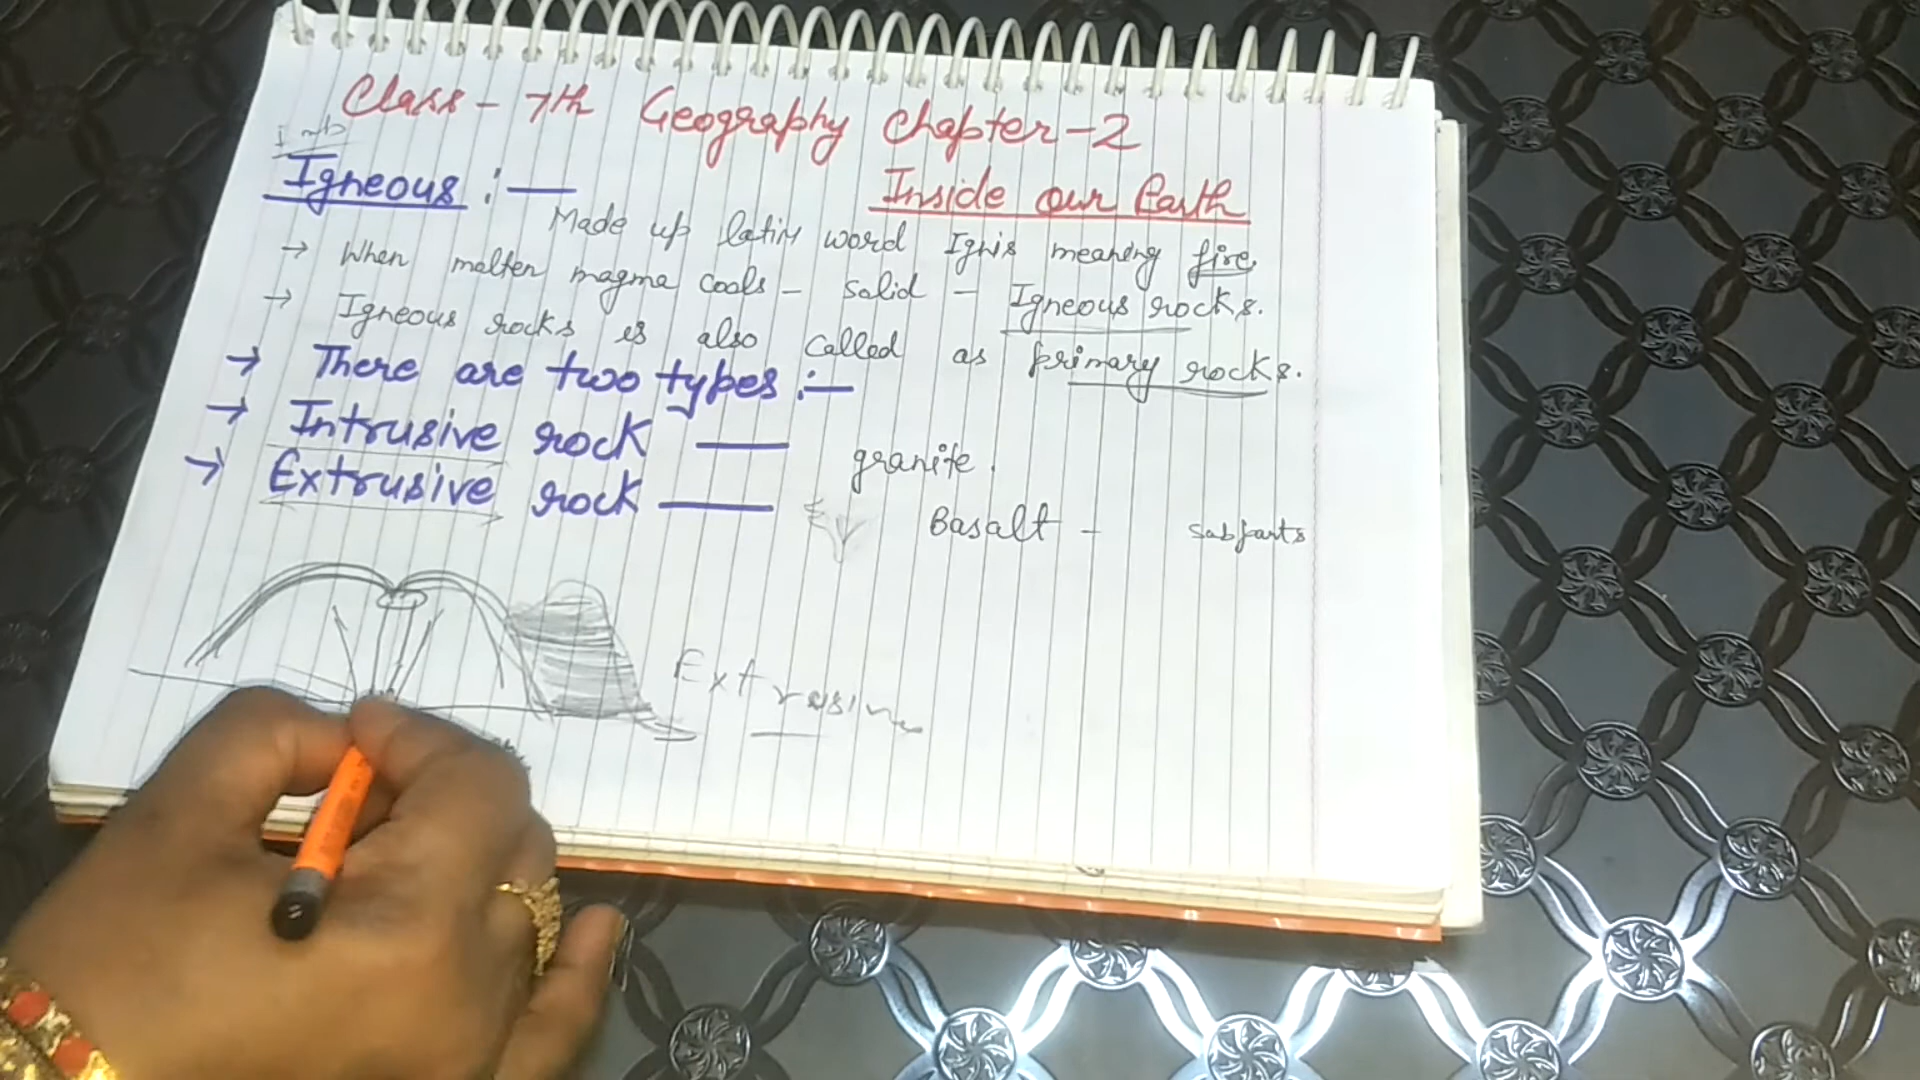 Class - 7th Geography Chapter - 2
Inside our Earth
Igneous :—
Made up latin word Ignis meaning fire.
→ When molten magma cools - solid - Igneous rocks.
→ Igneous rocks is also called as primary rocks.
→ There are two types :—
→ Intrusive rock — granite.
→ Extrusive rock — Basalt - subparts
Extrusive